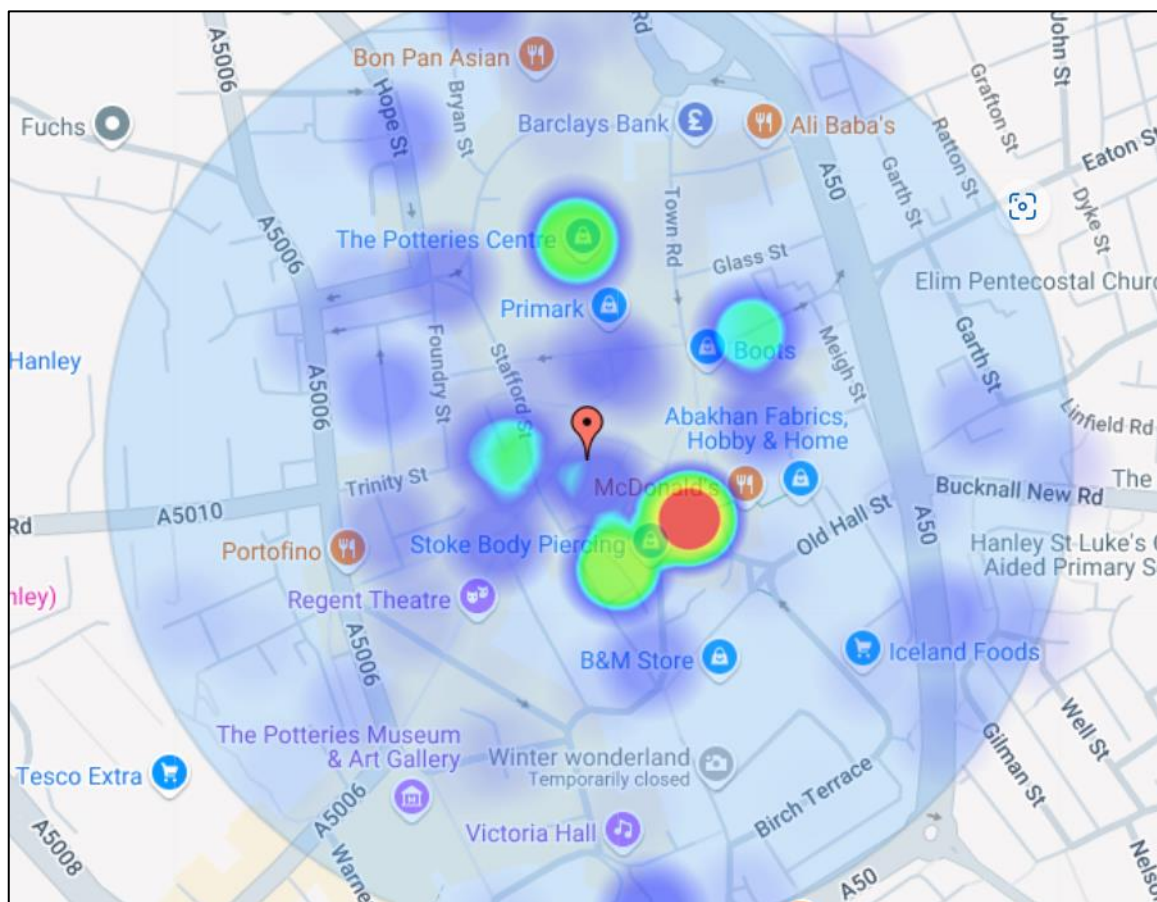 Rd
John St
A5006
Bon Pan Asian
Hope St
Bryan St
Grafton St
Fuchs
Barclays Bank
£
Ali Baba's
Ratton St
Eaton St
A50
Garth St
Dyke St
A5006
The Potteries Centre
Town Rd
Glass St
Elim Pentecostal Churc
Primark
Foundry St
Stafford St
Boots
Meigh St
Garth St
Hanley
A5006
Linfield Rd
Abakhan Fabrics,
Hobby & Home
Trinity St
McDonald's
The
Bucknall New Rd
Rd
A5010
Old Hall St
A50
Portofino
Stoke Body Piercing
Hanley St Luke's C
Aided Primary S
nley)
Regent Theatre
A5006
B&M Store
Iceland Foods
Well St
The Potteries Museum
& Art Gallery
Winter wonderland
Temporarily closed
Gilman St
Tesco Extra
Birch Terrace
A5006
Victoria Hall
A5008
Warne
A50
Nelson